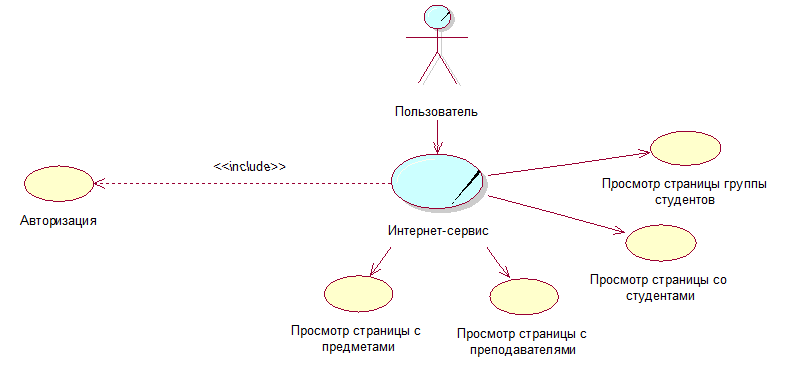 Пользователь
<<include>>
Просмотр страницы группы
студентов
Авторизация
Интернет-сервис
Просмотр страницы со
студентами
Просмотр страницы с
предметами
Просмотр страницы с
преподавателями